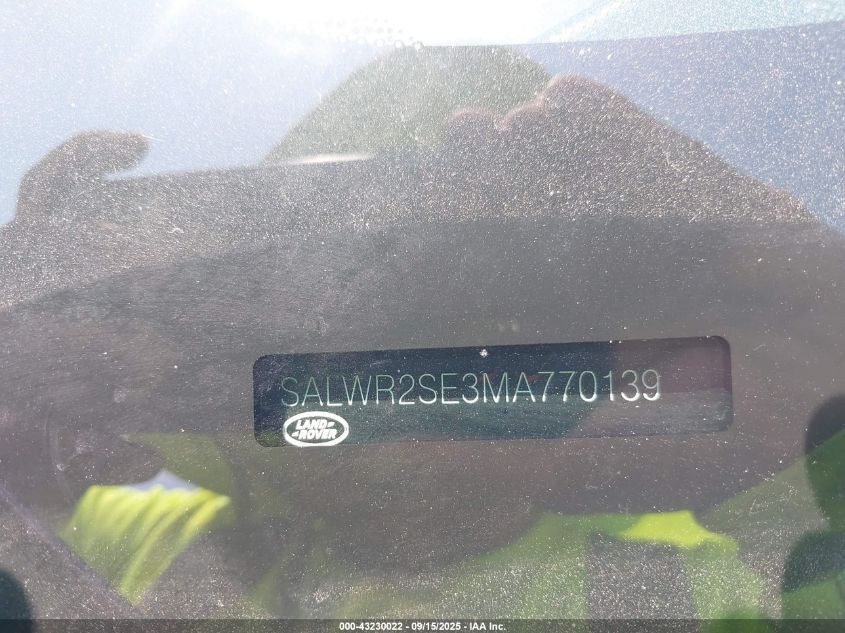 SALWR2SE3MA770139
LAND-
-ROVER
000-43230022 - 09/15/2025 - IAA Inc.